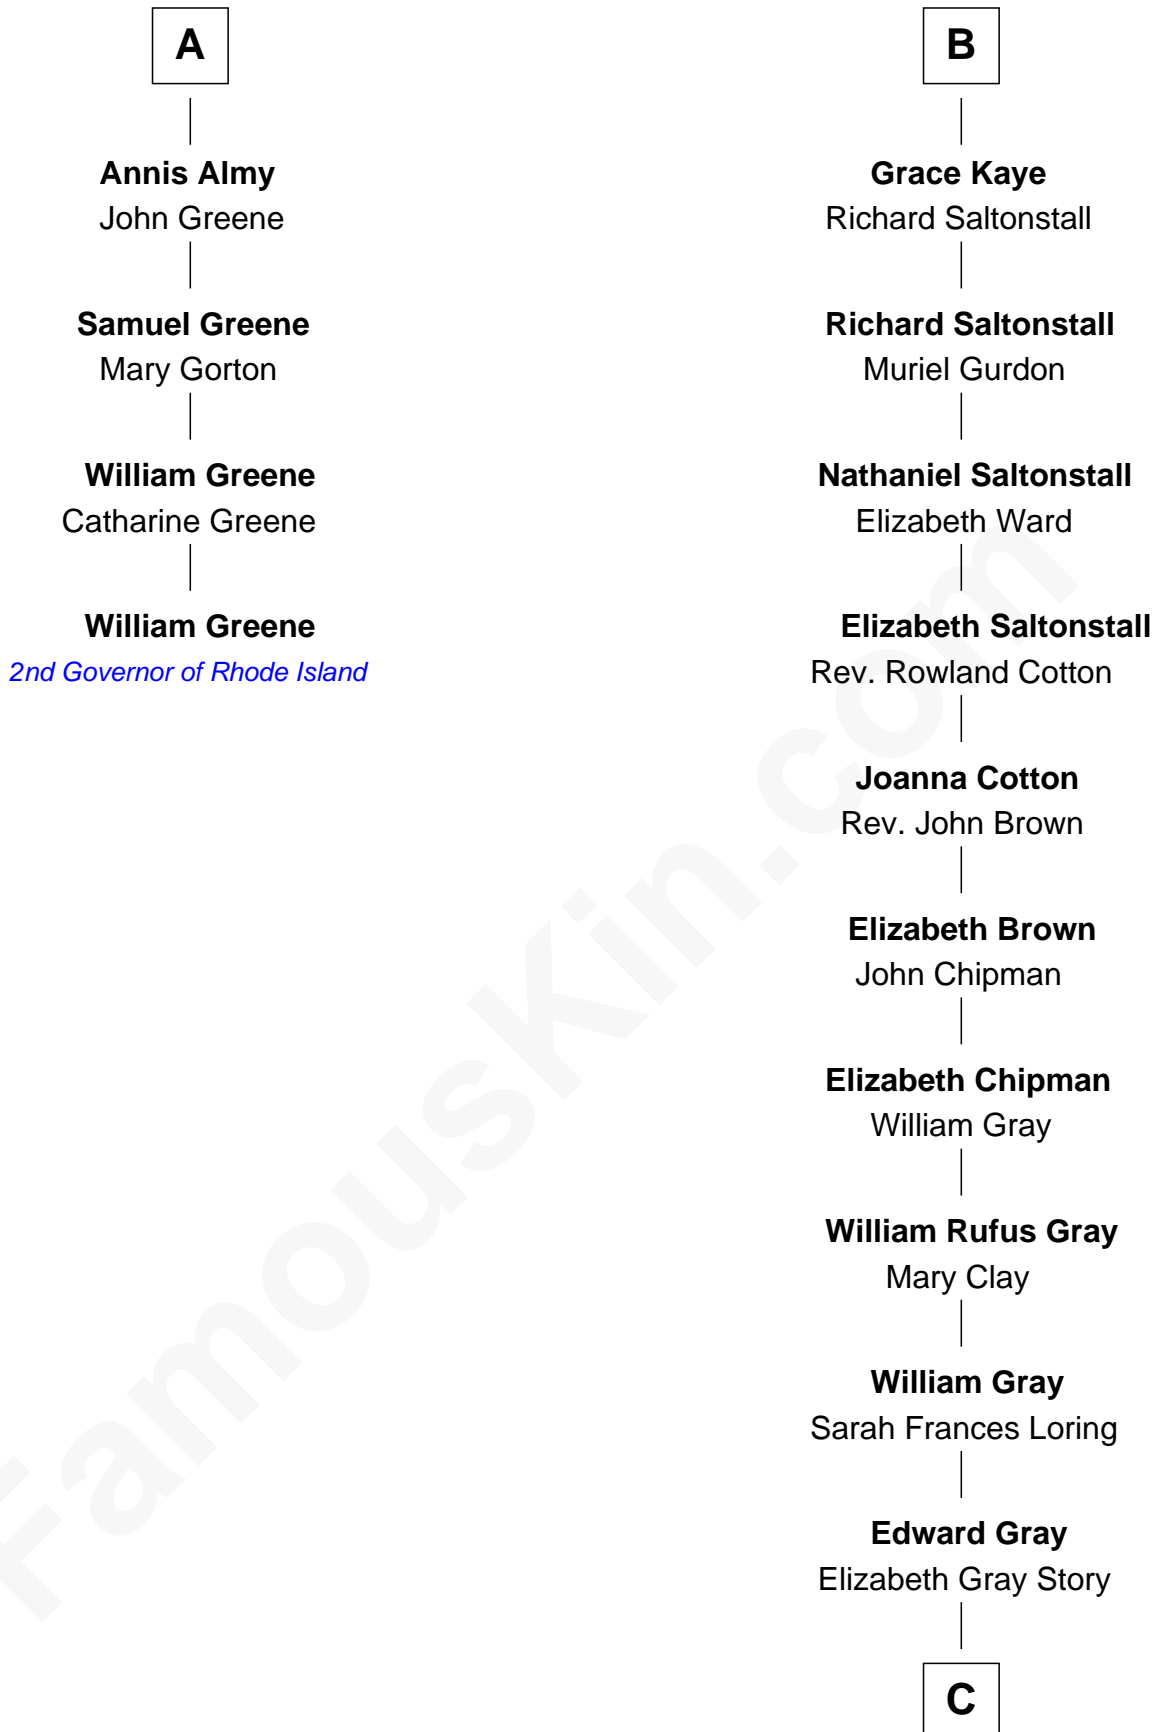 A
Annis Almy
John Greene
Samuel Greene
Mary Gorton
William Greene
Catharine Greene
William Greene
2nd Governor of Rhode Island
B
Grace Kaye
Richard Saltonstall
Richard Saltonstall
Muriel Gurdon
Nathaniel Saltonstall
Elizabeth Ward
Elizabeth Saltonstall
Rev. Rowland Cotton
Joanna Cotton
Rev. John Brown
Elizabeth Brown
John Chipman
Elizabeth Chipman
William Gray
William Rufus Gray
Mary Clay
William Gray
Sarah Frances Loring
Edward Gray
Elizabeth Gray Story
C
FamousKin.com